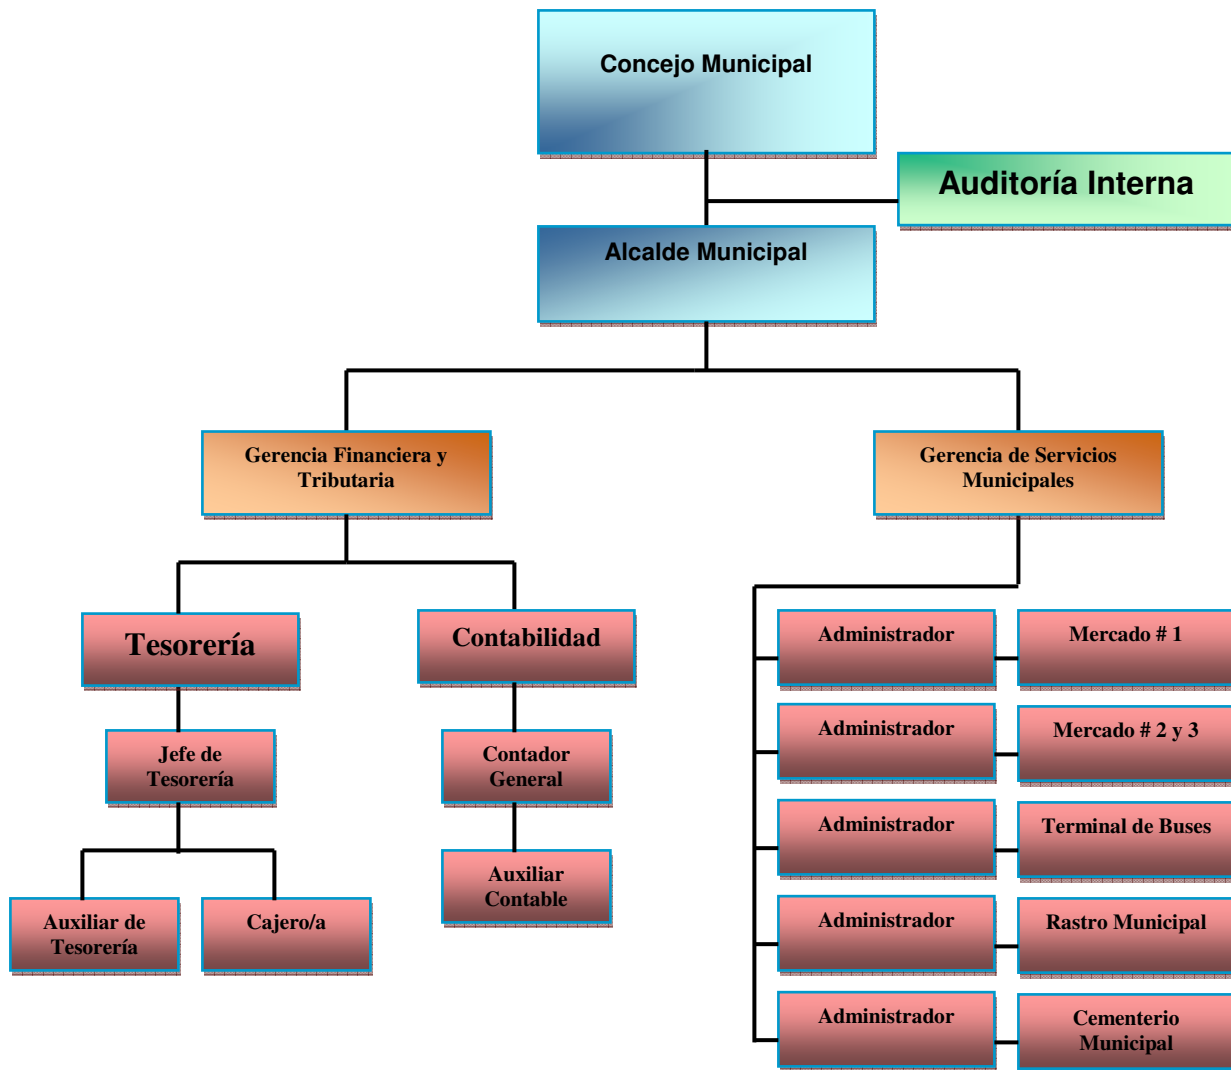 Concejo Municipal
Auditoría Interna
Alcalde Municipal
Gerencia Financiera y
Tributaria
Gerencia de Servicios
Municipales
Tesorería
Contabilidad
Jefe de
Tesorería
Contador
General
Auxiliar de
Tesorería
Cajero/a
Auxiliar
Contable
Administrador
Mercado # 1
Administrador
Mercado # 2 y 3
Administrador
Terminal de Buses
Administrador
Rastro Municipal
Administrador
Cementerio
Municipal